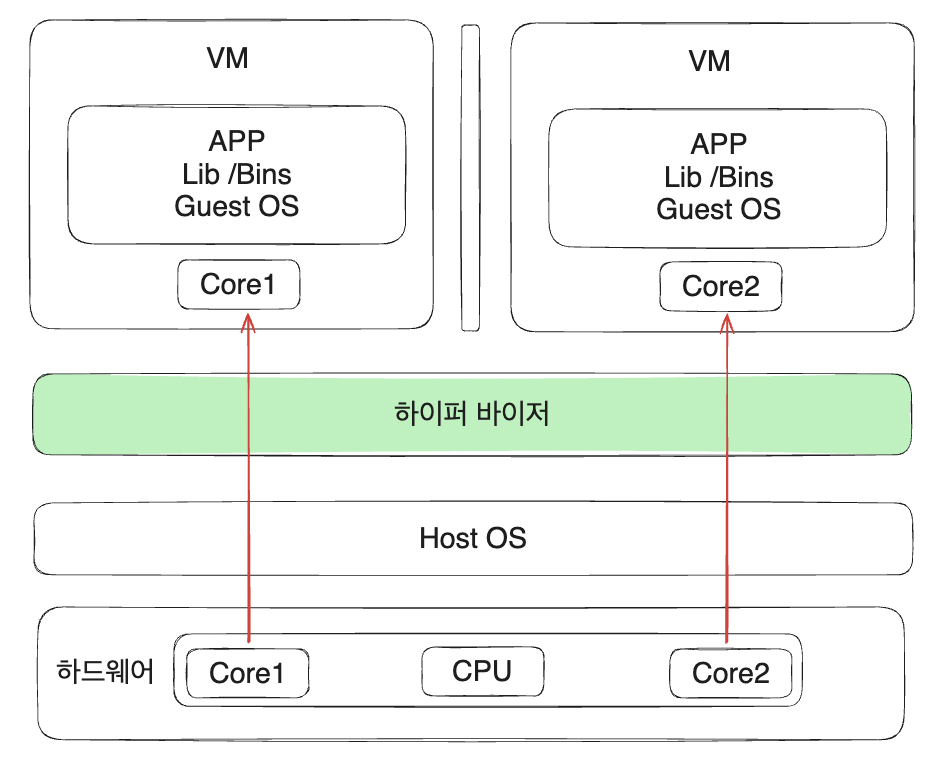 VM
APP
Lib /Bins
Guest OS
Core1
VM
APP
Lib /Bins
Guest OS
Core2
하이퍼 바이저
Host OS
하드웨어
Core1
CPU
Core2